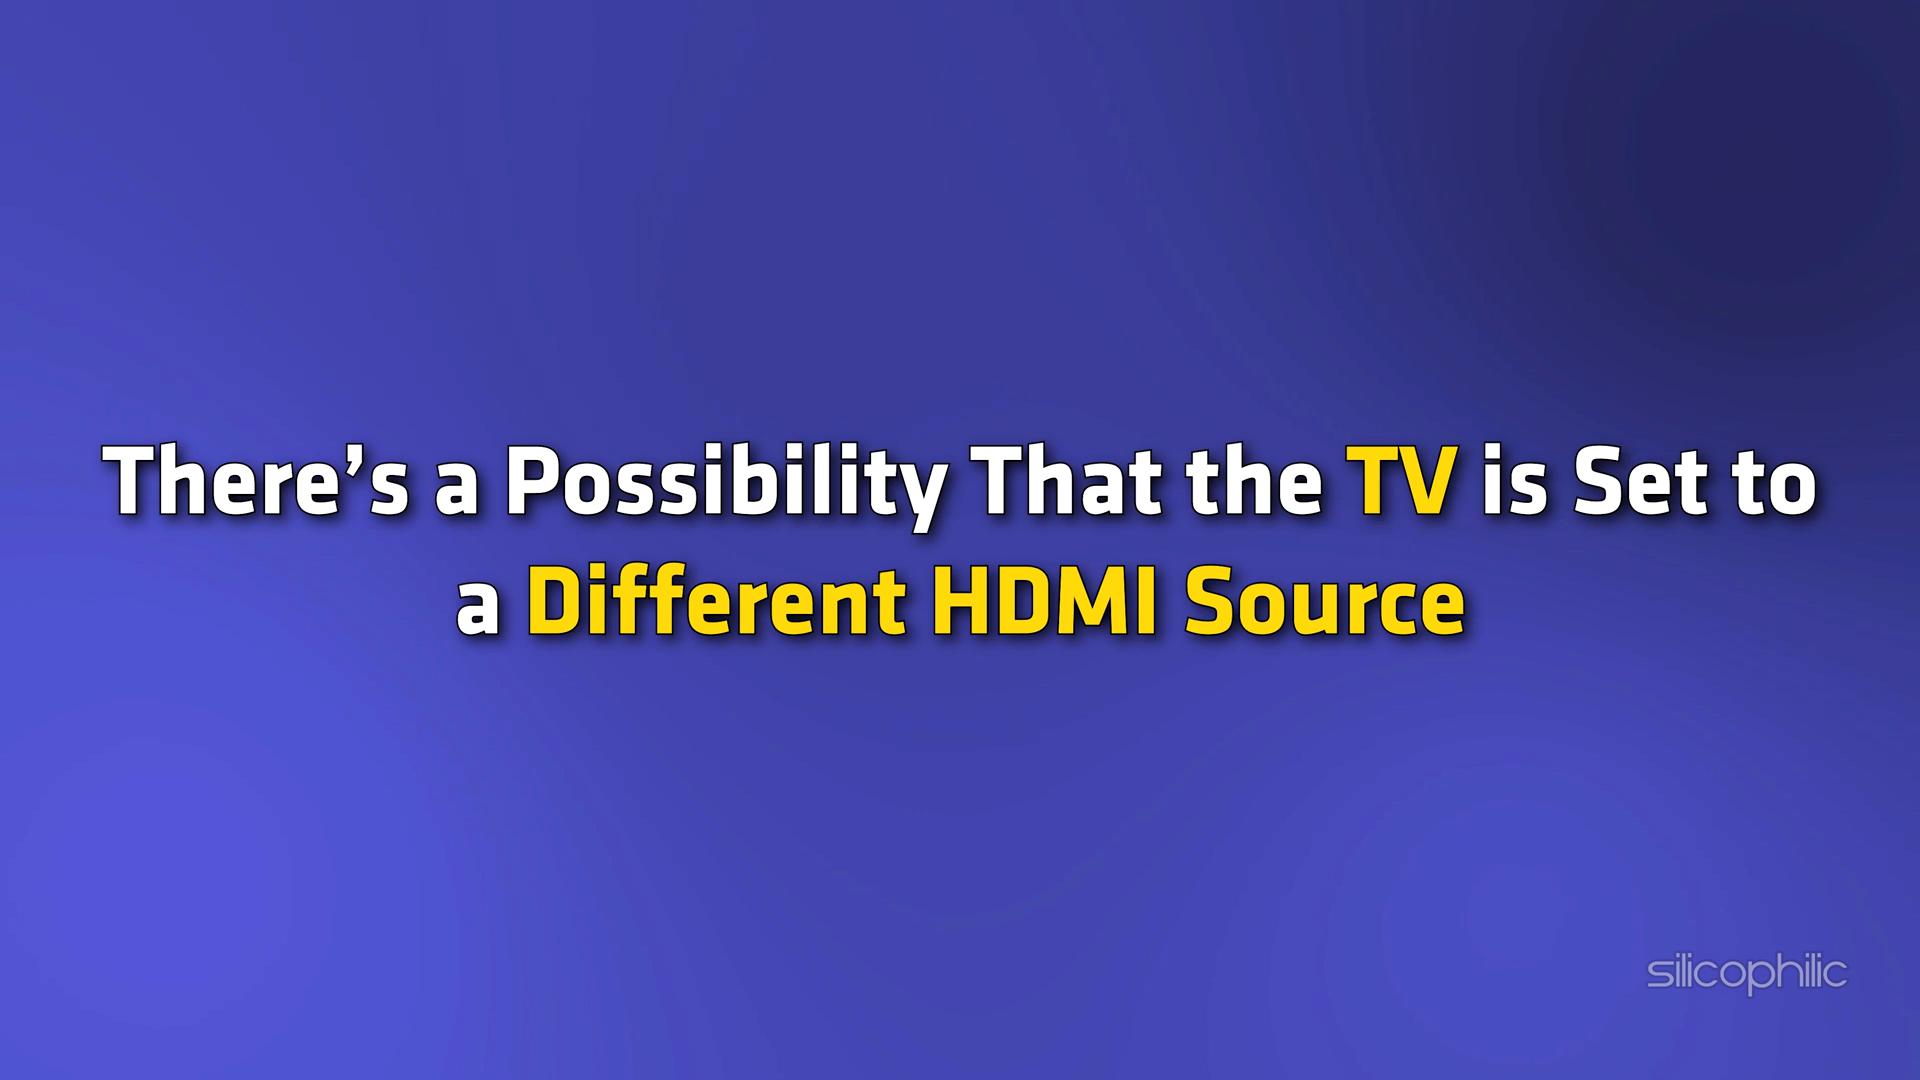 There’s a Possibility That the TV is Set to
a Different HDMI Source
silicophilic